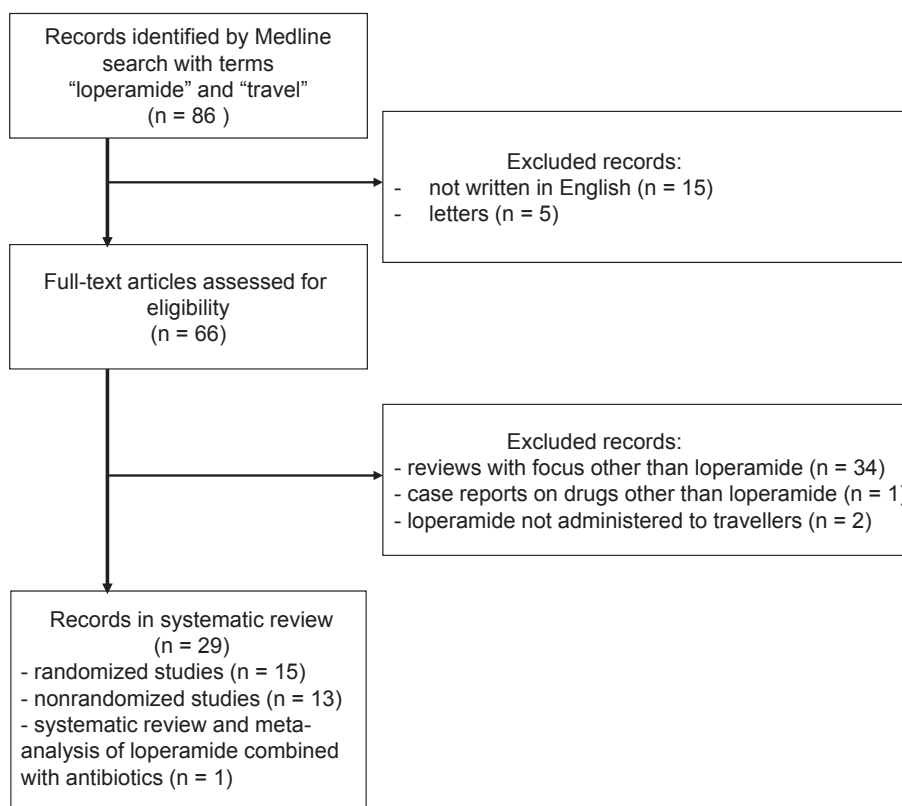 Records identified by Medline
search with terms
“loperamide” and “travel”
(n = 86 )
Excluded records:
- not written in English (n = 15)
- letters (n = 5)
Full-text articles assessed for
eligibility
(n = 66)
Excluded records:
- reviews with focus other than loperamide (n = 34)
- case reports on drugs other than loperamide (n = 1)
- loperamide not administered to travellers (n = 2)
Records in systematic review
(n = 29)
- randomized studies (n = 15)
- nonrandomized studies (n = 13)
- systematic review and meta-
analysis of loperamide combined
with antibiotics (n = 1)